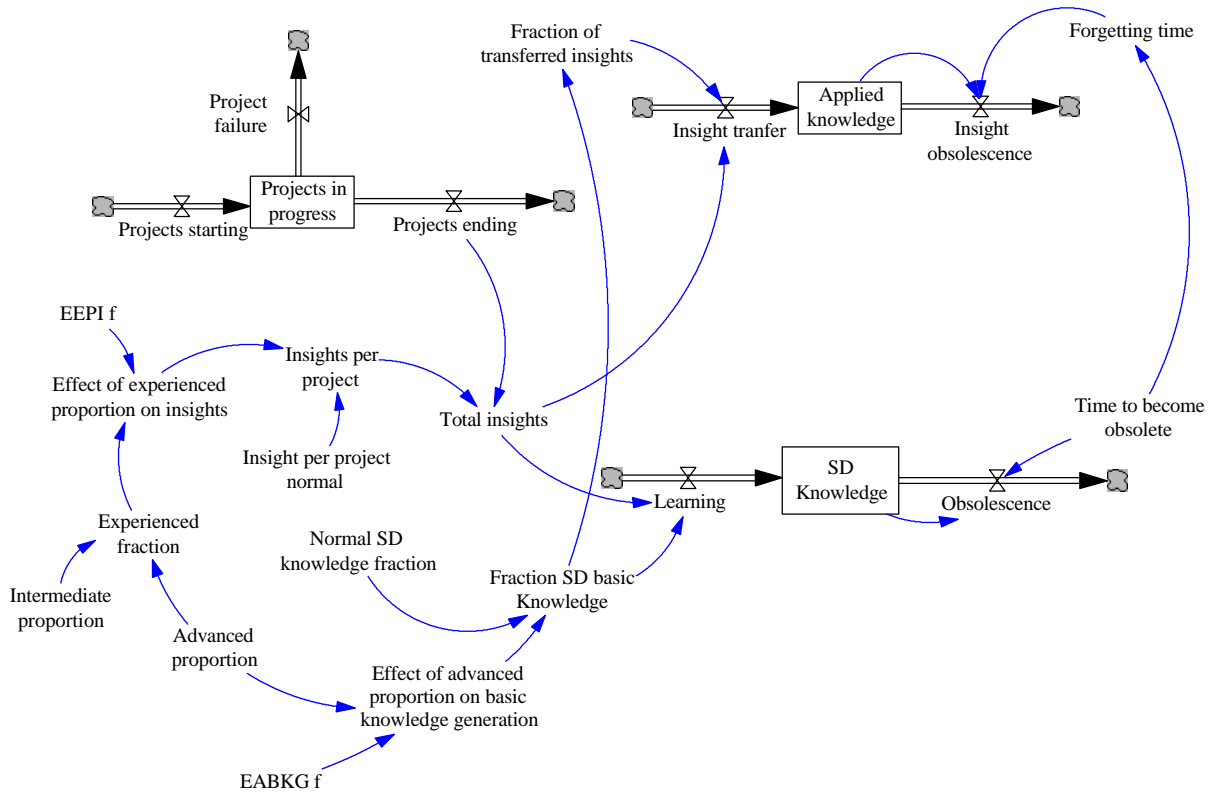 Fraction of
transferred insights
Forgetting time
Project
failure
Applied
knowledge
Insight tranfer
Insight
obsolescence
Projects in
progress
Projects starting
Projects ending
EEPI f
Effect of experienced
proportion on insights
Insights per
project
Total insights
Time to become
obsolete
Insight per project
normal
SD
Knowledge
Learning
Obsolescence
Experienced
fraction
Normal SD
knowledge fraction
Fraction SD basic
Knowledge
Intermediate
proportion
Advanced
proportion
Effect of advanced
proportion on basic
knowledge generation
EABKG f